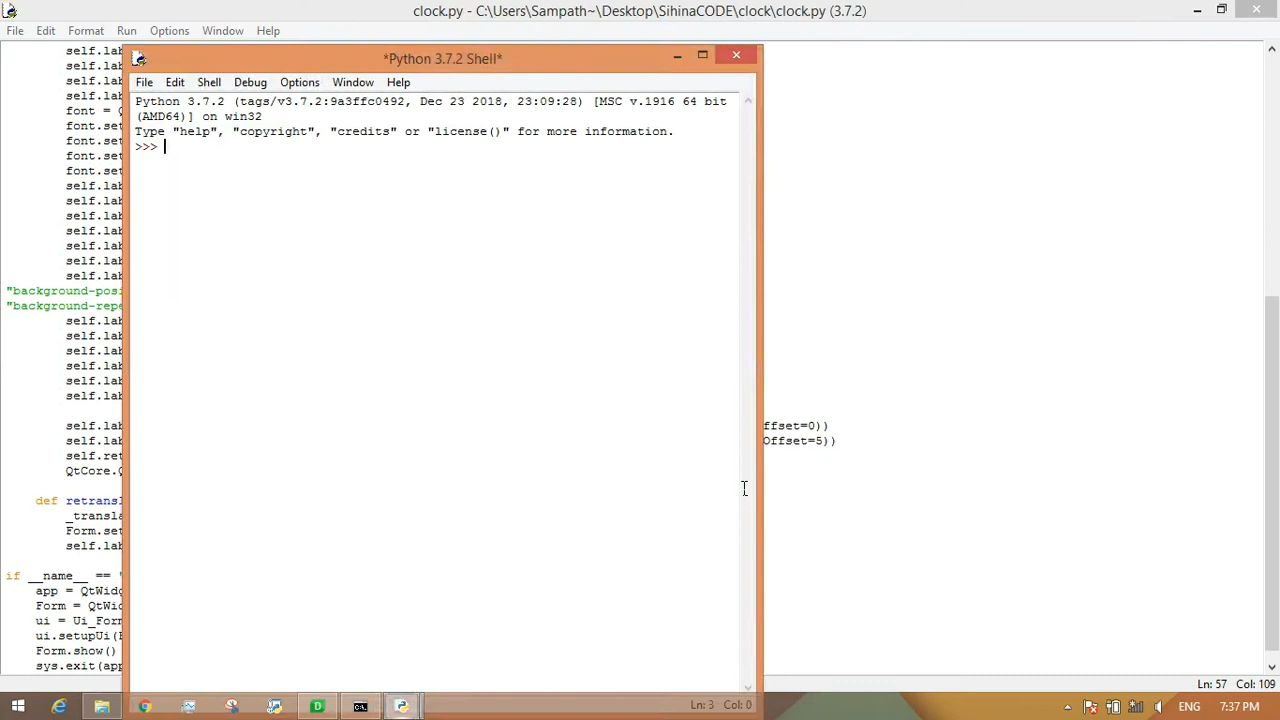 clock.py - C:\Users\Sampath~\Desktop\SihinaCODE\clock\clock.py (3.7.2)
File Edit Format Run Options Window Help
self.lab
self.lab
self.lab
self.lab
font = Q
font.set
font.set
font.set
font.set
self.lab
self.lab
self.lab
self.lab
self.lab
self.lab
self.lab
"background-posi
"background-repe
self.lab
self.lab
self.lab
self.lab
self.lab
self.lab
self.lab ffset=0))
self.lab Offset=5))
self.ret
QtCore.Q
def retransl
_transla
Form.set
self.lab
if __name__ == "
app = QtWidg
Form = QtWid
ui = Ui_Form
ui.setupUi(F
Form.show()
sys.exit(app
*Python 3.7.2 Shell*
File Edit Shell Debug Options Window Help
Python 3.7.2 (tags/v3.7.2:9a3ffc0492, Dec 23 2018, 23:09:28) [MSC v.1916 64 bit
(AMD64)] on win32
Type "help", "copyright", "credits" or "license()" for more information.
>>>
Ln: 3 Col: 0
Ln: 57 Col: 109
ENG 7:37 PM